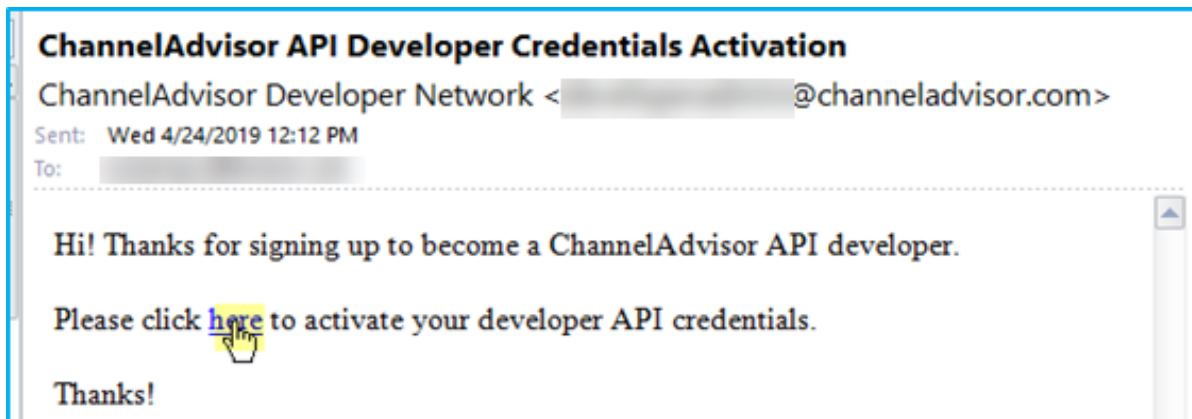 ChannelAdvisor API Developer Credentials Activation
ChannelAdvisor Developer Network < @channeladvisor.com>
Sent: Wed 4/24/2019 12:12 PM
To:
Hi! Thanks for signing up to become a ChannelAdvisor API developer.
Please click here to activate your developer API credentials.
Thanks!